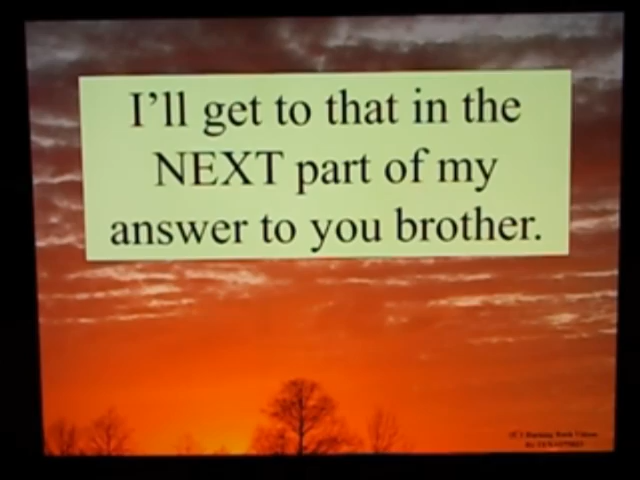 I'll get to that in the
NEXT part of my
answer to you brother.